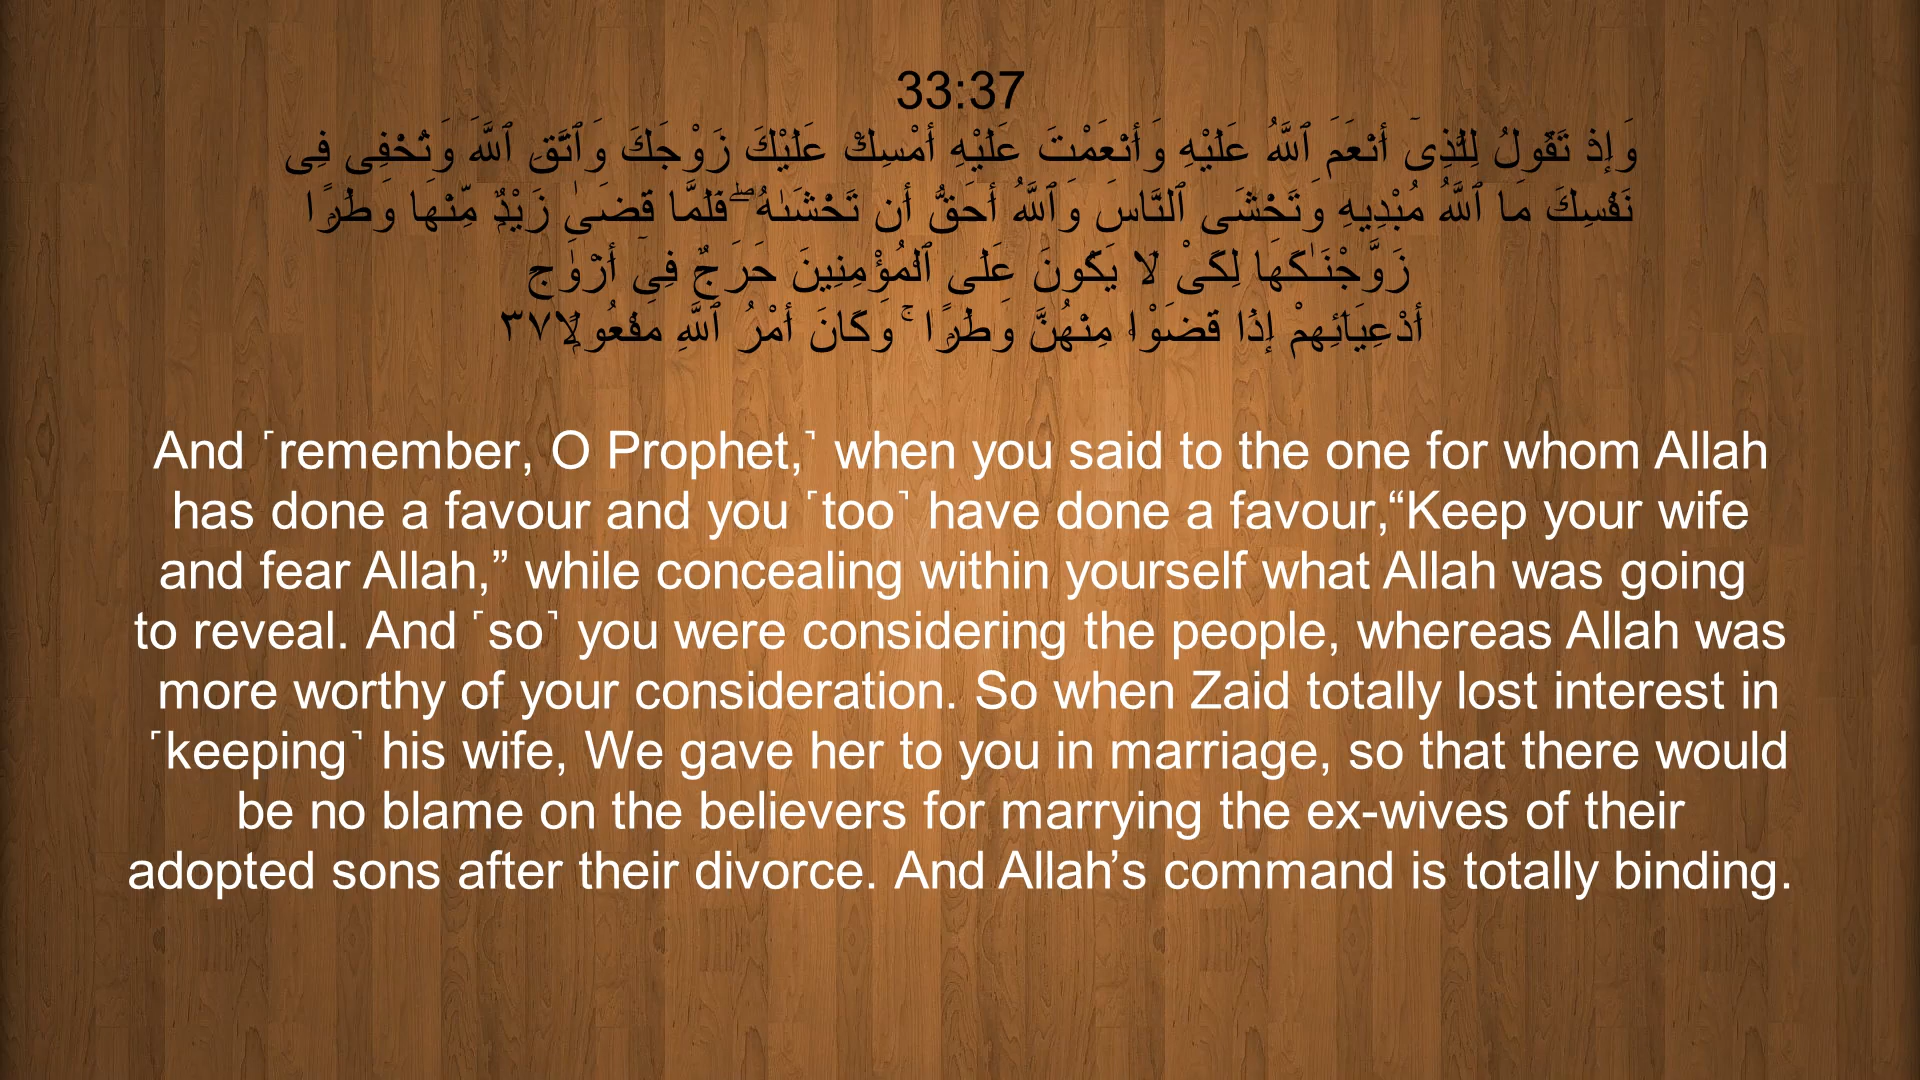 33:37
وَإِذْ تَقُولُ لِلَّذِىٓ أَنْعَمَ ٱللَّهُ عَلَيْهِ وَأَنْعَمْتَ عَلَيْهِ أَمْسِكْ عَلَيْكَ زَوْجَكَ وَٱتَّقِ ٱللَّهَ وَتُخْفِى فِى
نَفْسِكَ مَا ٱللَّهُ مُبْدِيهِ وَتَخْشَى ٱلنَّاسَ وَٱللَّهُ أَحَقُّ أَن تَخْشَىٰهُ ۖ فَلَمَّا قَضَىٰ زَيْدٌۭ مِّنْهَا وَطَرًۭا
زَوَّجْنَـٰكَهَا لِكَىْ لَا يَكُونَ عَلَى ٱلْمُؤْمِنِينَ حَرَجٌۭ فِىٓ أَزْوَٰجِ
أَدْعِيَآئِهِمْ إِذَا قَضَوْا۟ مِنْهُنَّ وَطَرًۭا ۚ وَكَانَ أَمْرُ ٱللَّهِ مَفْعُولًۭا ٣٧
And ˹remember, O Prophet,˺ when you said to the one for whom Allah
has done a favour and you ˹too˺ have done a favour,“Keep your wife
and fear Allah,” while concealing within yourself what Allah was going
to reveal. And ˹so˺ you were considering the people, whereas Allah was
more worthy of your consideration. So when Zaid totally lost interest in
˹keeping˺ his wife, We gave her to you in marriage, so that there would
be no blame on the believers for marrying the ex-wives of their
adopted sons after their divorce. And Allah’s command is totally binding.